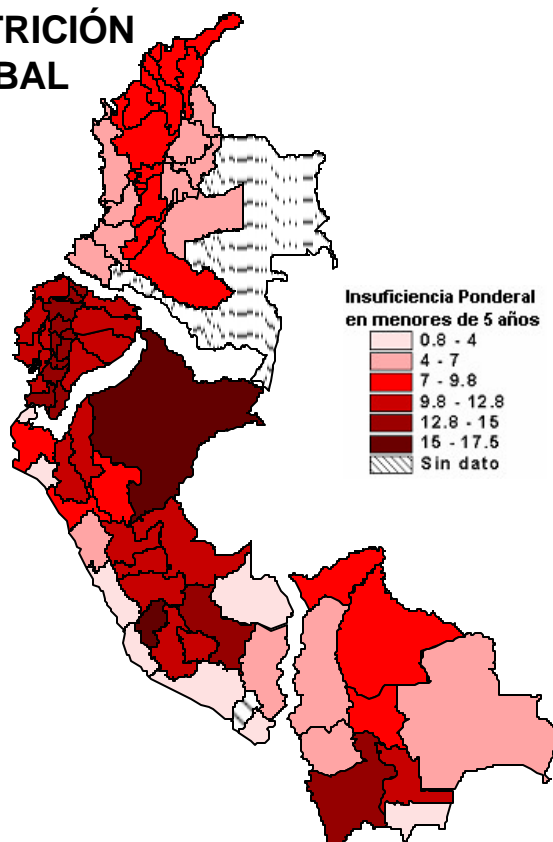 TRICIÓN
BAL
Insuficiencia Ponderal
en menores de 5 años
0.8 - 4
4 - 7
7 - 9.8
9.8 - 12.8
12.8 - 15
15 - 17.5
Sin dato